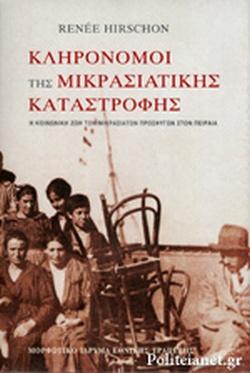 RENÉE HIRSCHON
ΚΛΗΡΟΝΟΜΟΙ
ΤΗΣ ΜΙΚΡΑΣΙΑΤΙΚΗΣ
ΚΑΤΑΣΤΡΟΦΗΣ
Η ΚΟΙΝΩΝΙΚΗ ΖΩΗ ΤΩΝ ΜΙΚΡΑΣΙΑΤΩΝ ΠΡΟΣΦΥΓΩΝ ΣΤΟΝ ΠΕΙΡΑΙΑ
ΜΟΡΦΩΤΙΚΟ ΙΔΡΥΜΑ ΕΘΝΙΚΗΣ ΤΡΑΠΕΖΗΣ
Politeianet.gr